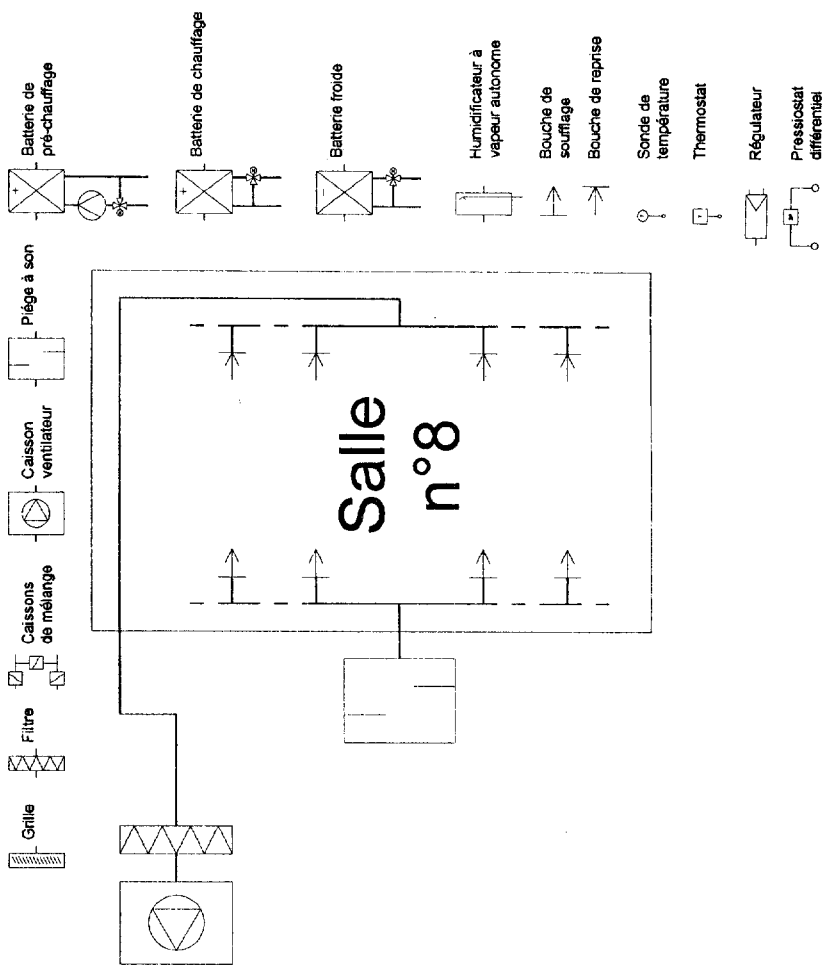 Grille
Filtre
Caissons
de mélange
Caisson
ventilateur
Piége à son
Batterie de
pré-chauffage
Batterie de chauffage
Batterie froide
Humidificateur à
vapeur autonome
Bouche de
soufflage
Bouche de reprise
Sonde de
température
Thermostat
Régulateur
Pressiostat
différentiel
Salle
n°8